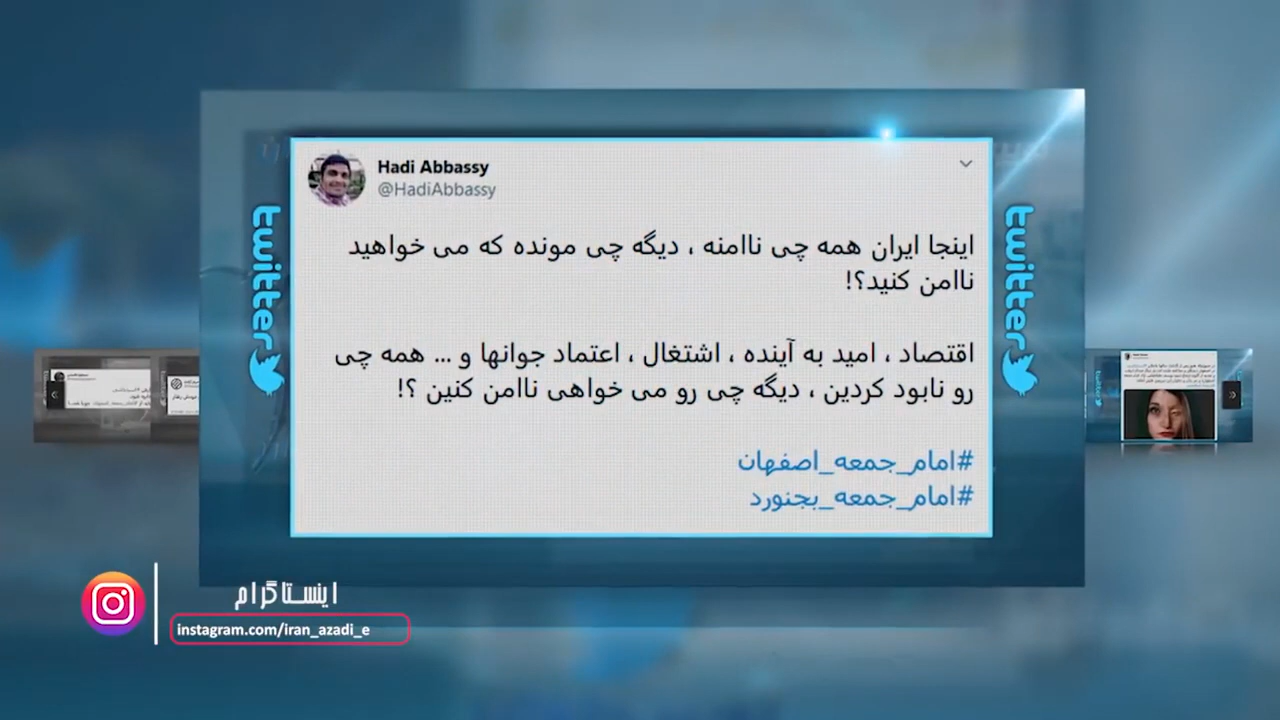 Hadi Abbassy
@HadiAbbassy
اینجا ایران همه چی ناامنه ، دیگه چی مونده که می خواهید
ناامن کنید؟!
اقتصاد ، امید به آینده ، اشتغال ، اعتماد جوانها و ... همه چی
رو نابود کردین ، دیگه چی رو می خواهی ناامن کنین ؟!
#امام_جمعه_اصفهان
#امام_جمعه_بجنورد
twitter
twitter
اینستاگرام
instagram.com/iran_azadi_e